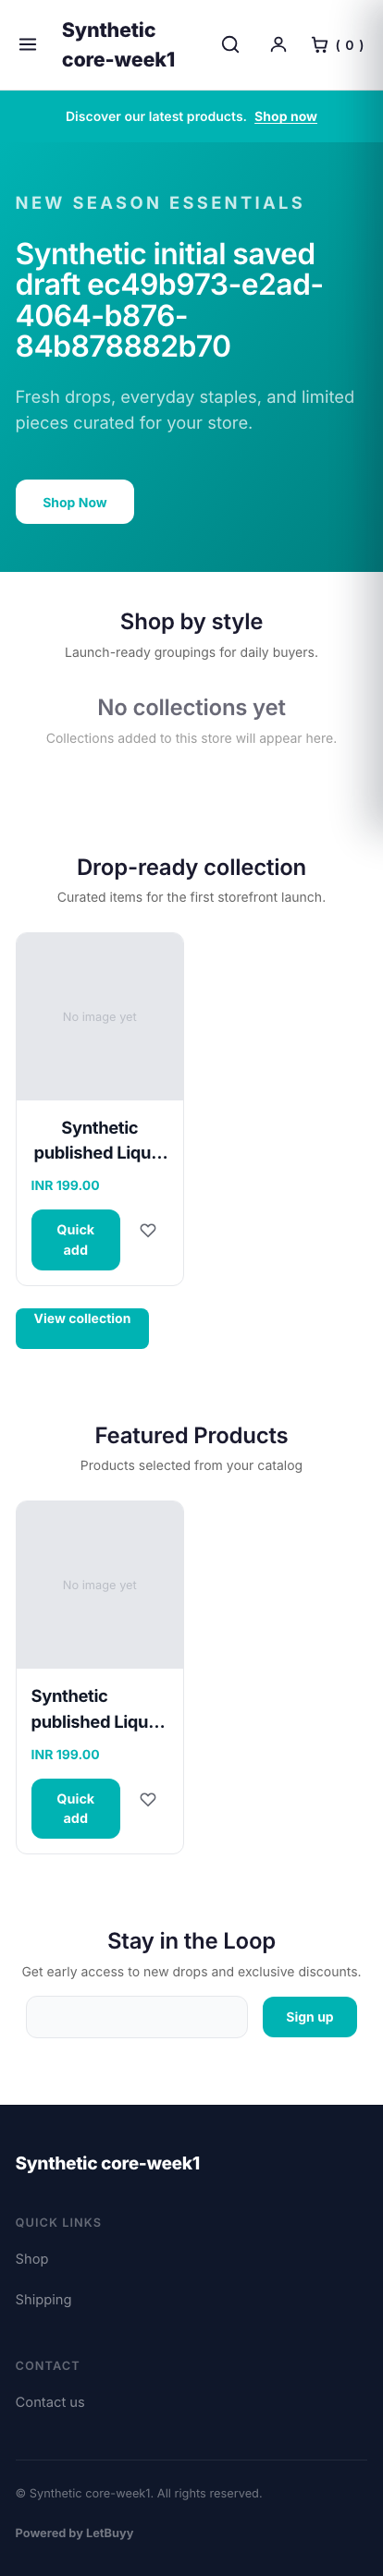 Synthetic
core-week1
( 0 )
Discover our latest products. Shop now
NEW SEASON ESSENTIALS
Synthetic initial saved
draft ec49b973-e2ad-
4064-b876-
84b878882b70
Fresh drops, everyday staples, and limited
pieces curated for your store.
Shop Now
Shop by style
Launch-ready groupings for daily buyers.
No collections yet
Collections added to this store will appear here.
Drop-ready collection
Curated items for the first storefront launch.
No image yet
Synthetic
published Liqu...
INR 199.00
Quick
add
View collection
Featured Products
Products selected from your catalog
No image yet
Synthetic
published Liqu...
INR 199.00
Quick
add
Stay in the Loop
Get early access to new drops and exclusive discounts.
Sign up
Synthetic core-week1
QUICK LINKS
Shop
Shipping
CONTACT
Contact us
© Synthetic core-week1. All rights reserved.
Powered by LetBuyy